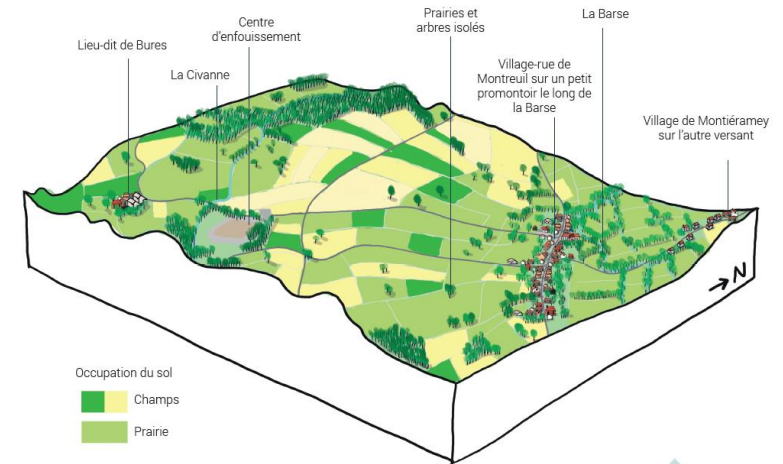 Lieu-dit de Bures
La Civanne
Centre
d'enfouissement
Prairies et
arbres isolés
Village-rue de
Montreuil sur un petit
promontoir le long de
la Barse
La Barse
Village de Montiéramey
sur l'autre versant
N
Occupation du sol
Champs
Prairie